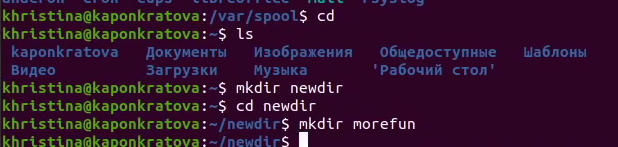 khristina@kaponkratova:/var/spool$ cd
khristina@kaponkratova:~$ ls
kaponkratova Документы Изображения Общедоступные Шаблоны
Видео Загрузки Музыка 'Рабочий стол'
khristina@kaponkratova:~$ mkdir newdir
khristina@kaponkratova:~$ cd newdir
khristina@kaponkratova:~/newdir$ mkdir morefun
khristina@kaponkratova:~/newdir$